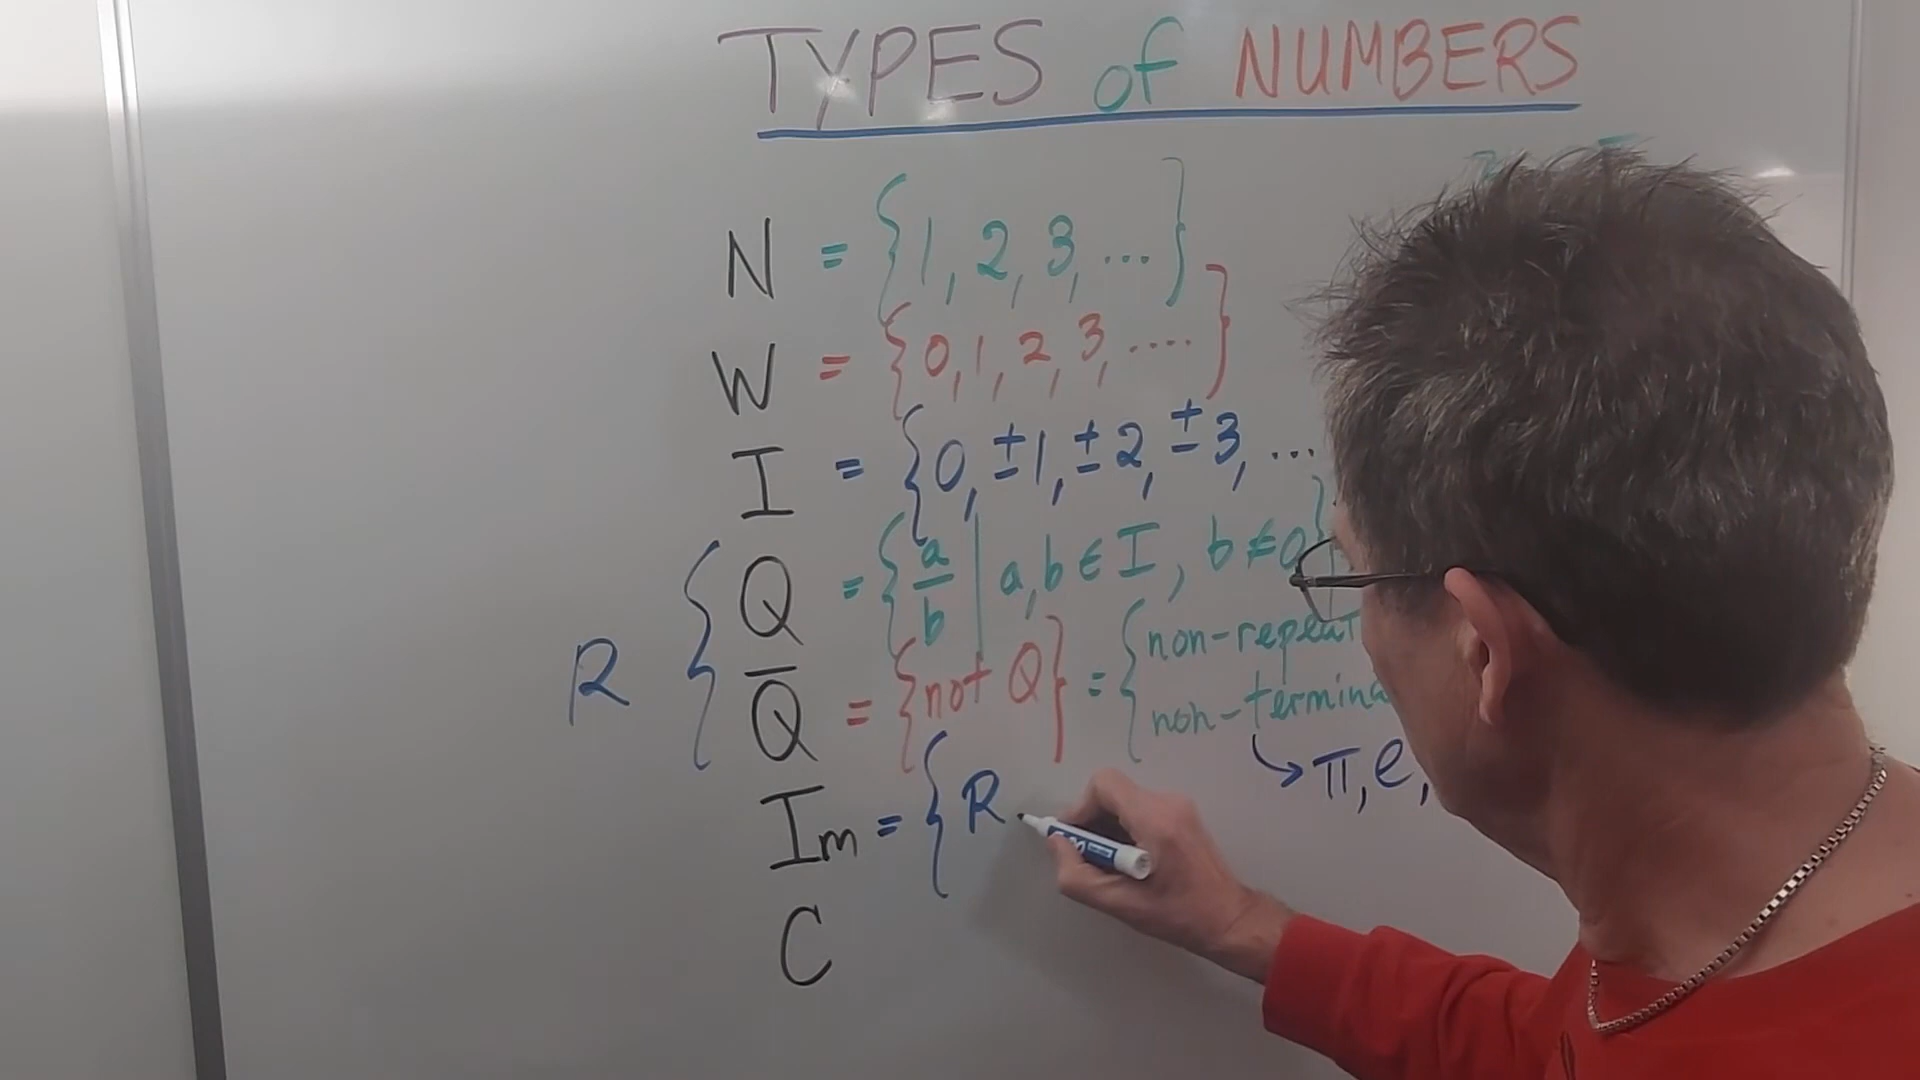 TYPES of NUMBERS
N = {1, 2, 3, ...}
W = {0, 1, 2, 3, ....}
I = {0, ±1, ±2, ±3, ...
Q = {a/b | a, b ∈ I, b ≠ 0}
R {
Q̅ = {not Q} = {non-repeat
non-termina
→ π, e,
Im = {R
C